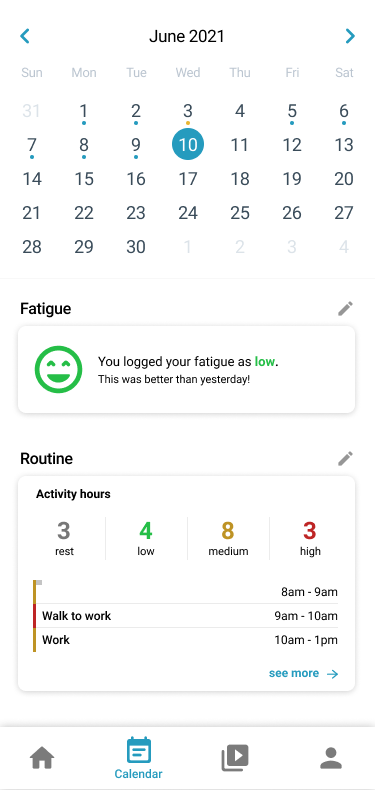 June 2021
Sun Mon Tue Wed Thu Fri Sat
31 1 2 3 4 5 6
7 8 9 10 11 12 13
14 15 16 17 18 19 20
21 22 23 24 25 26 27
28 29 30 1 2 3 4
Fatigue
You logged your fatigue as low.
This was better than yesterday!
Routine
Activity hours
3 4 8 3
rest low medium high
8am - 9am
Walk to work 9am - 10am
Work 10am - 1pm
see more
Calendar